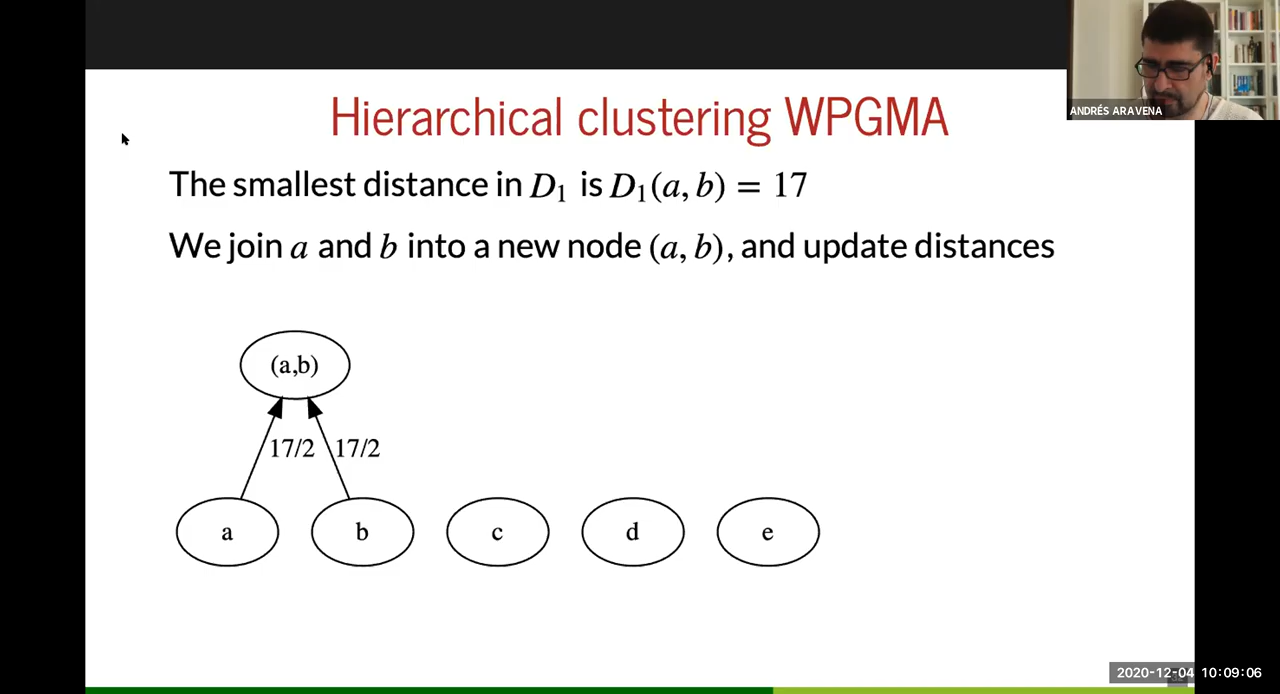 ANDRÉS ARAVENA
Hierarchical clustering WPGMA
The smallest distance in D₁ is D₁(a, b) = 17
We join a and b into a new node (a, b), and update distances
(a,b)
17/2 17/2
a b c d e
2020-12-04 10:09:06